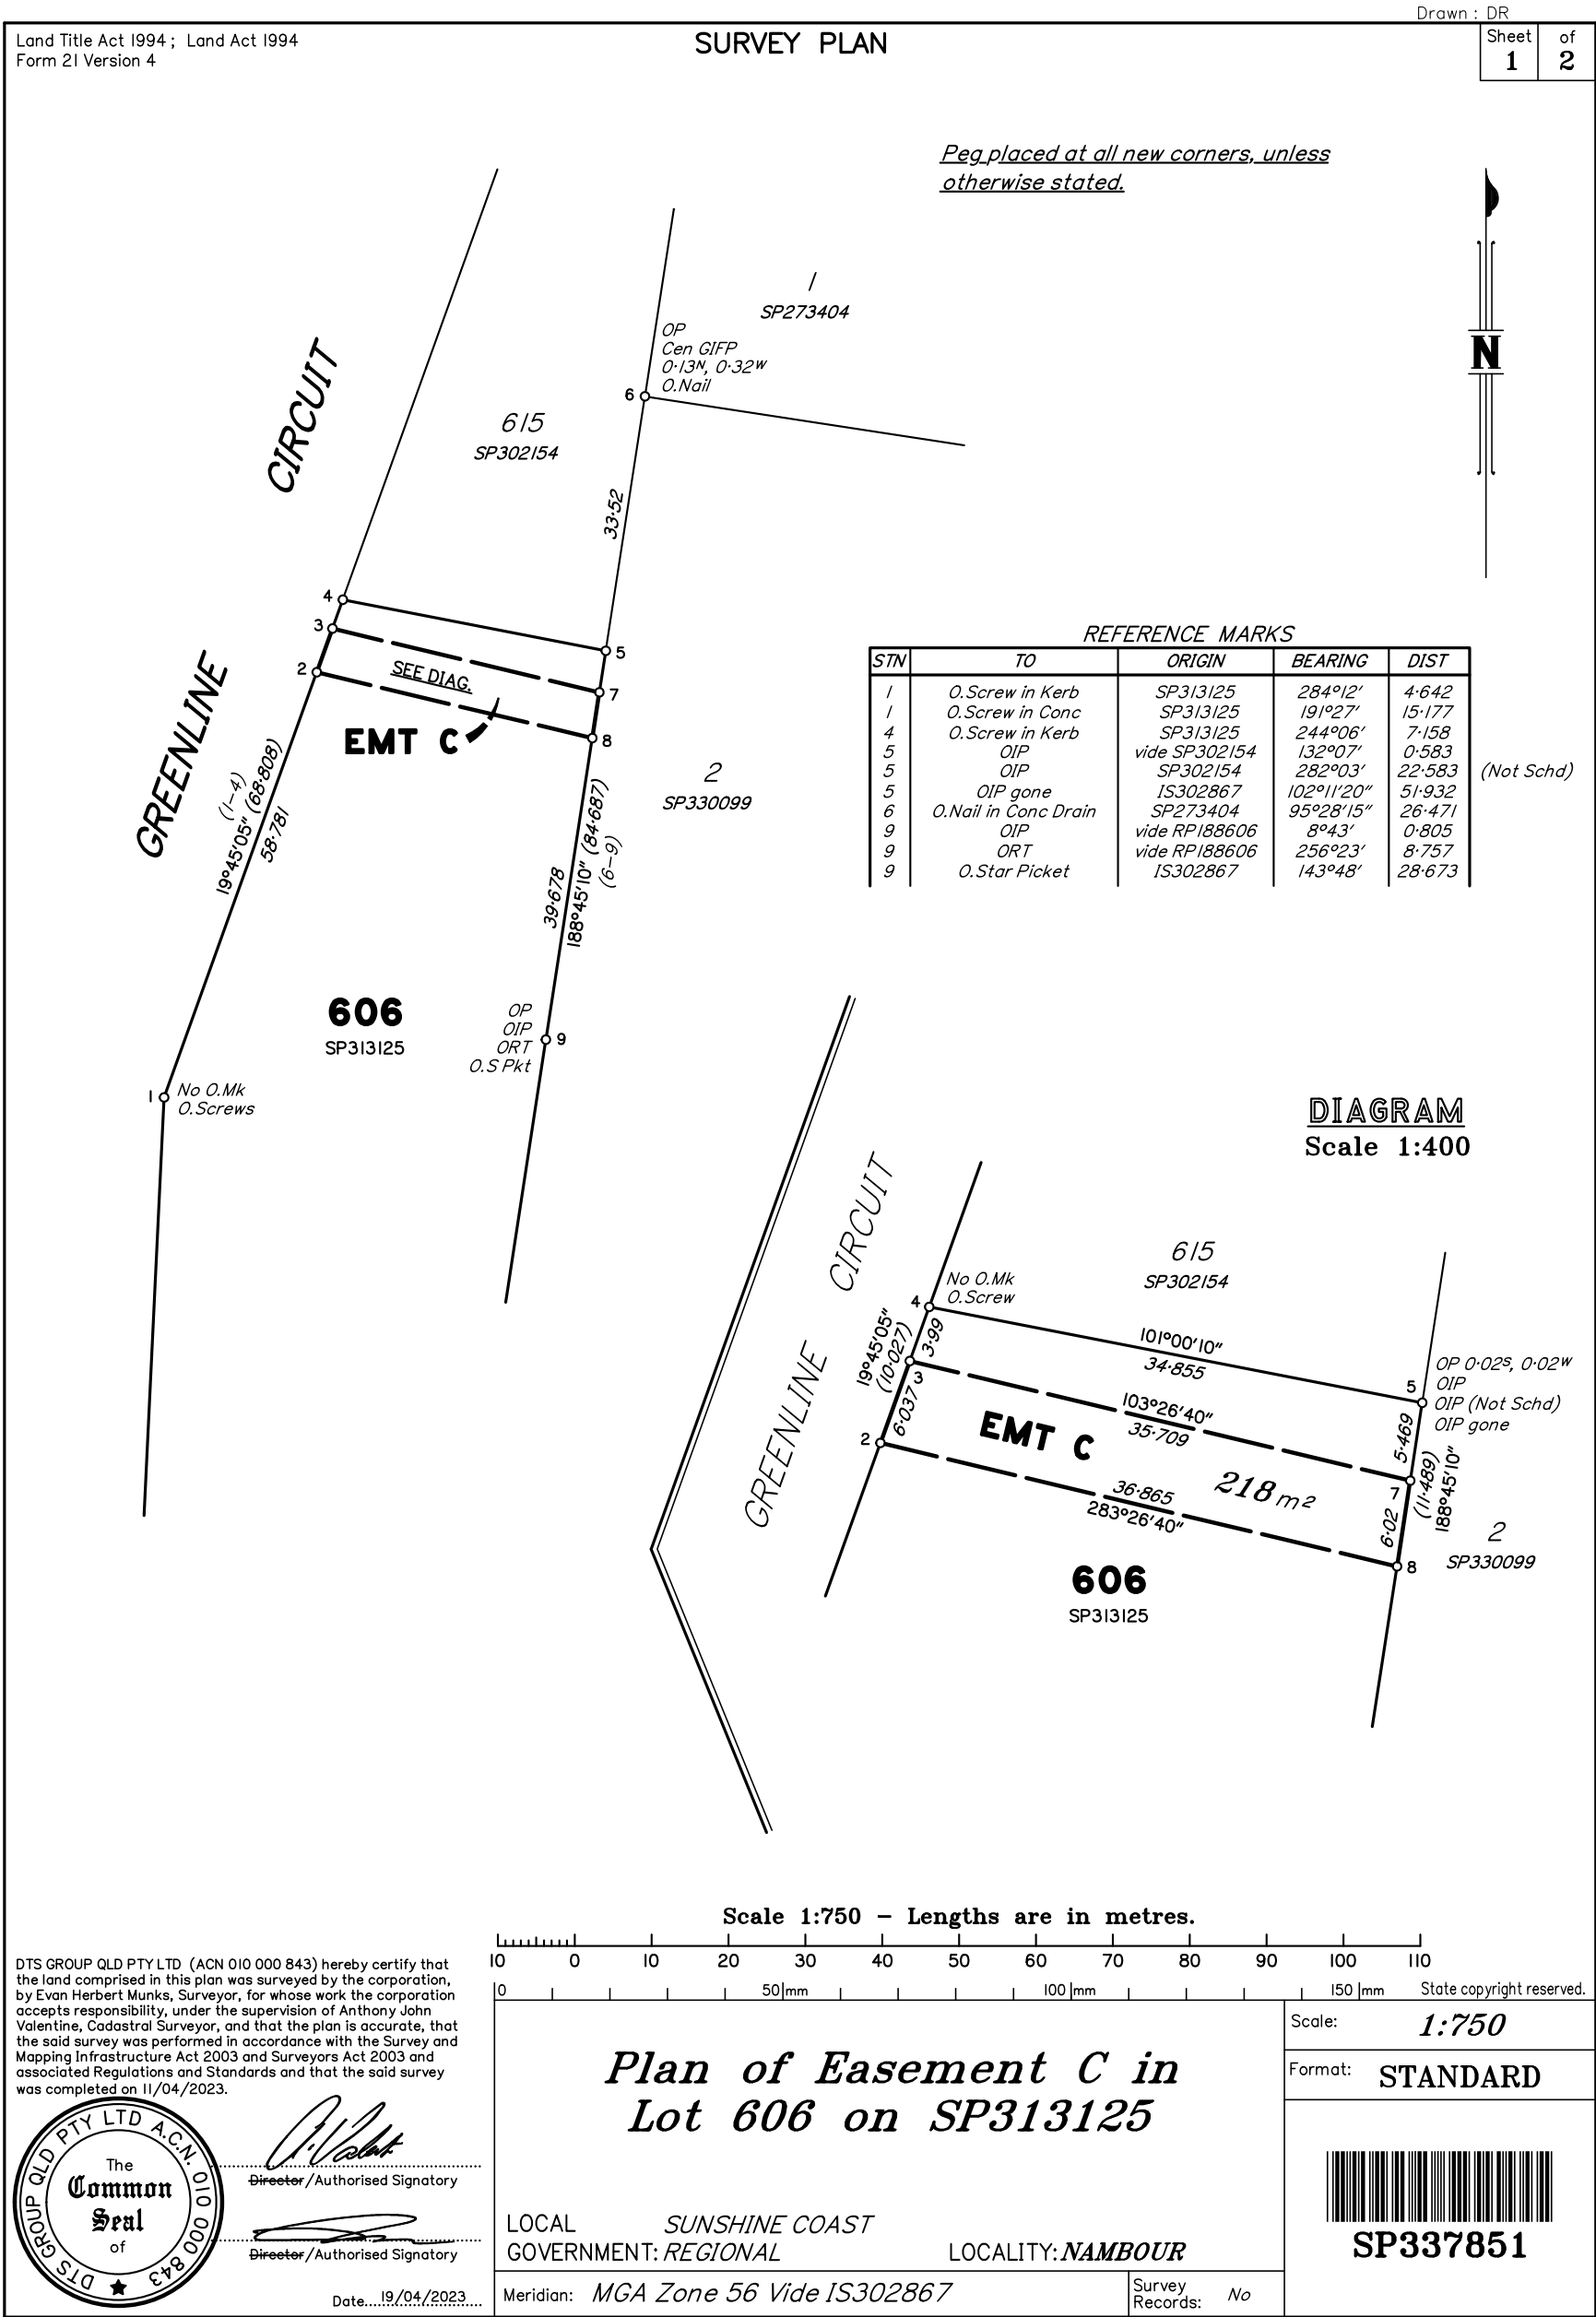 Drawn : DR
Land Title Act 1994 ; Land Act 1994
Form 21 Version 4
SURVEY PLAN
Sheet of
1 2
Peg placed at all new corners, unless
otherwise stated.
N
1
SP273404
OP
Cen GIFP
0·13N, 0·32W
O.Nail
6
615
SP302154
CIRCUIT
33·52
4
3
2
5
7
8
SEE DIAG.
EMT C
GREENLINE
(1-4)
19°45'05" (68·808)
58·781
2
SP330099
39·678
188°45'10" (84·687)
(6-9)
606
SP313125
OP
OIP
ORT
O.S Pkt
9
1
No O.Mk
O.Screws
REFERENCE MARKS
STN TO ORIGIN BEARING DIST
1 O.Screw in Kerb SP313125 284°12' 4·642
1 O.Screw in Conc SP313125 191°27' 15·177
4 O.Screw in Kerb SP313125 244°06' 7·158
5 OIP vide SP302154 132°07' 0·583
5 OIP SP302154 282°03' 22·583 (Not Schd)
5 OIP gone IS302867 102°11'20" 51·932
6 O.Nail in Conc Drain SP273404 95°28'15" 26·471
9 OIP vide RP188606 8°43' 0·805
9 ORT vide RP188606 256°23' 8·757
9 O.Star Picket IS302867 143°48' 28·673
DIAGRAM
Scale 1:400
CIRCUIT
GREENLINE
615
SP302154
No O.Mk
O.Screw
4
19°45'05"
(10·027)
3·99
3
6·037
2
101°00'10"
34·855
103°26'40"
35·709
EMT C
218 m²
36·865
283°26'40"
5
OP 0·02S, 0·02W
OIP
OIP (Not Schd)
OIP gone
5·469
7
(11·489)
188°45'10"
6·02
8
2
SP330099
606
SP313125
Scale 1:750 - Lengths are in metres.
10 0 10 20 30 40 50 60 70 80 90 100 110
0 50 mm 100 mm 150 mm State copyright reserved.
DTS GROUP QLD PTY LTD (ACN 010 000 843) hereby certify that
the land comprised in this plan was surveyed by the corporation,
by Evan Herbert Munks, Surveyor, for whose work the corporation
accepts responsibility, under the supervision of Anthony John
Valentine, Cadastral Surveyor, and that the plan is accurate, that
the said survey was performed in accordance with the Survey and
Mapping Infrastructure Act 2003 and Surveyors Act 2003 and
associated Regulations and Standards and that the said survey
was completed on 11/04/2023.
DTS GROUP QLD PTY LTD A.C.N. 010 000 843
The
Common
Seal
of
Director/Authorised Signatory
Director/Authorised Signatory
Date....19/04/2023....
Plan of Easement C in
Lot 606 on SP313125
LOCAL SUNSHINE COAST
GOVERNMENT: REGIONAL LOCALITY: NAMBOUR
Meridian: MGA Zone 56 Vide IS302867
Survey
Records: No
Scale: 1:750
Format: STANDARD
SP337851